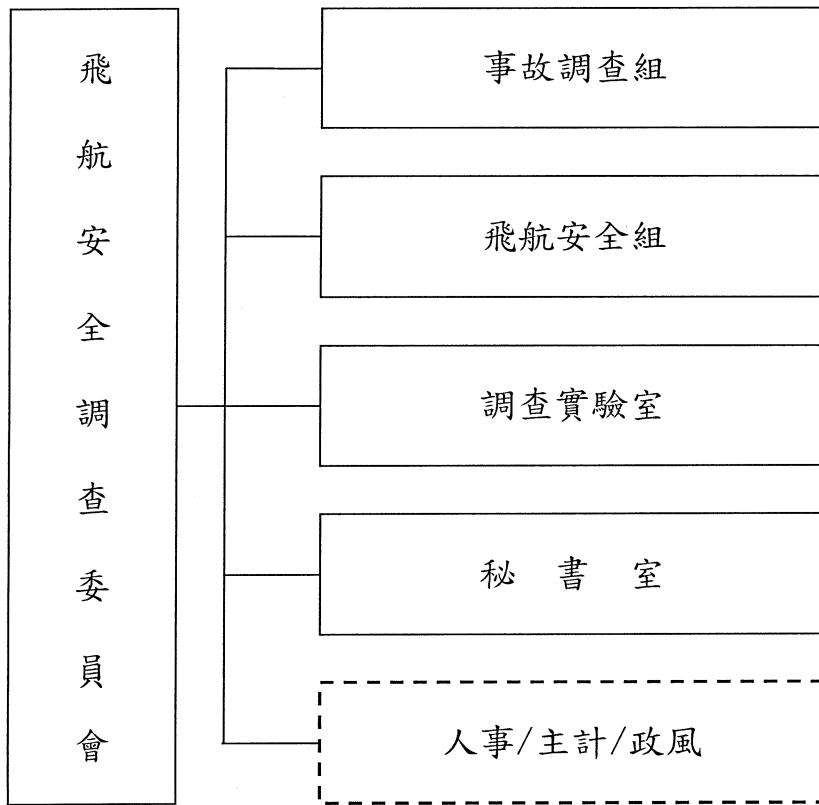 飛航安全調查委員會
事故調查組
飛航安全組
調查實驗室
秘書室
人事/主計/政風